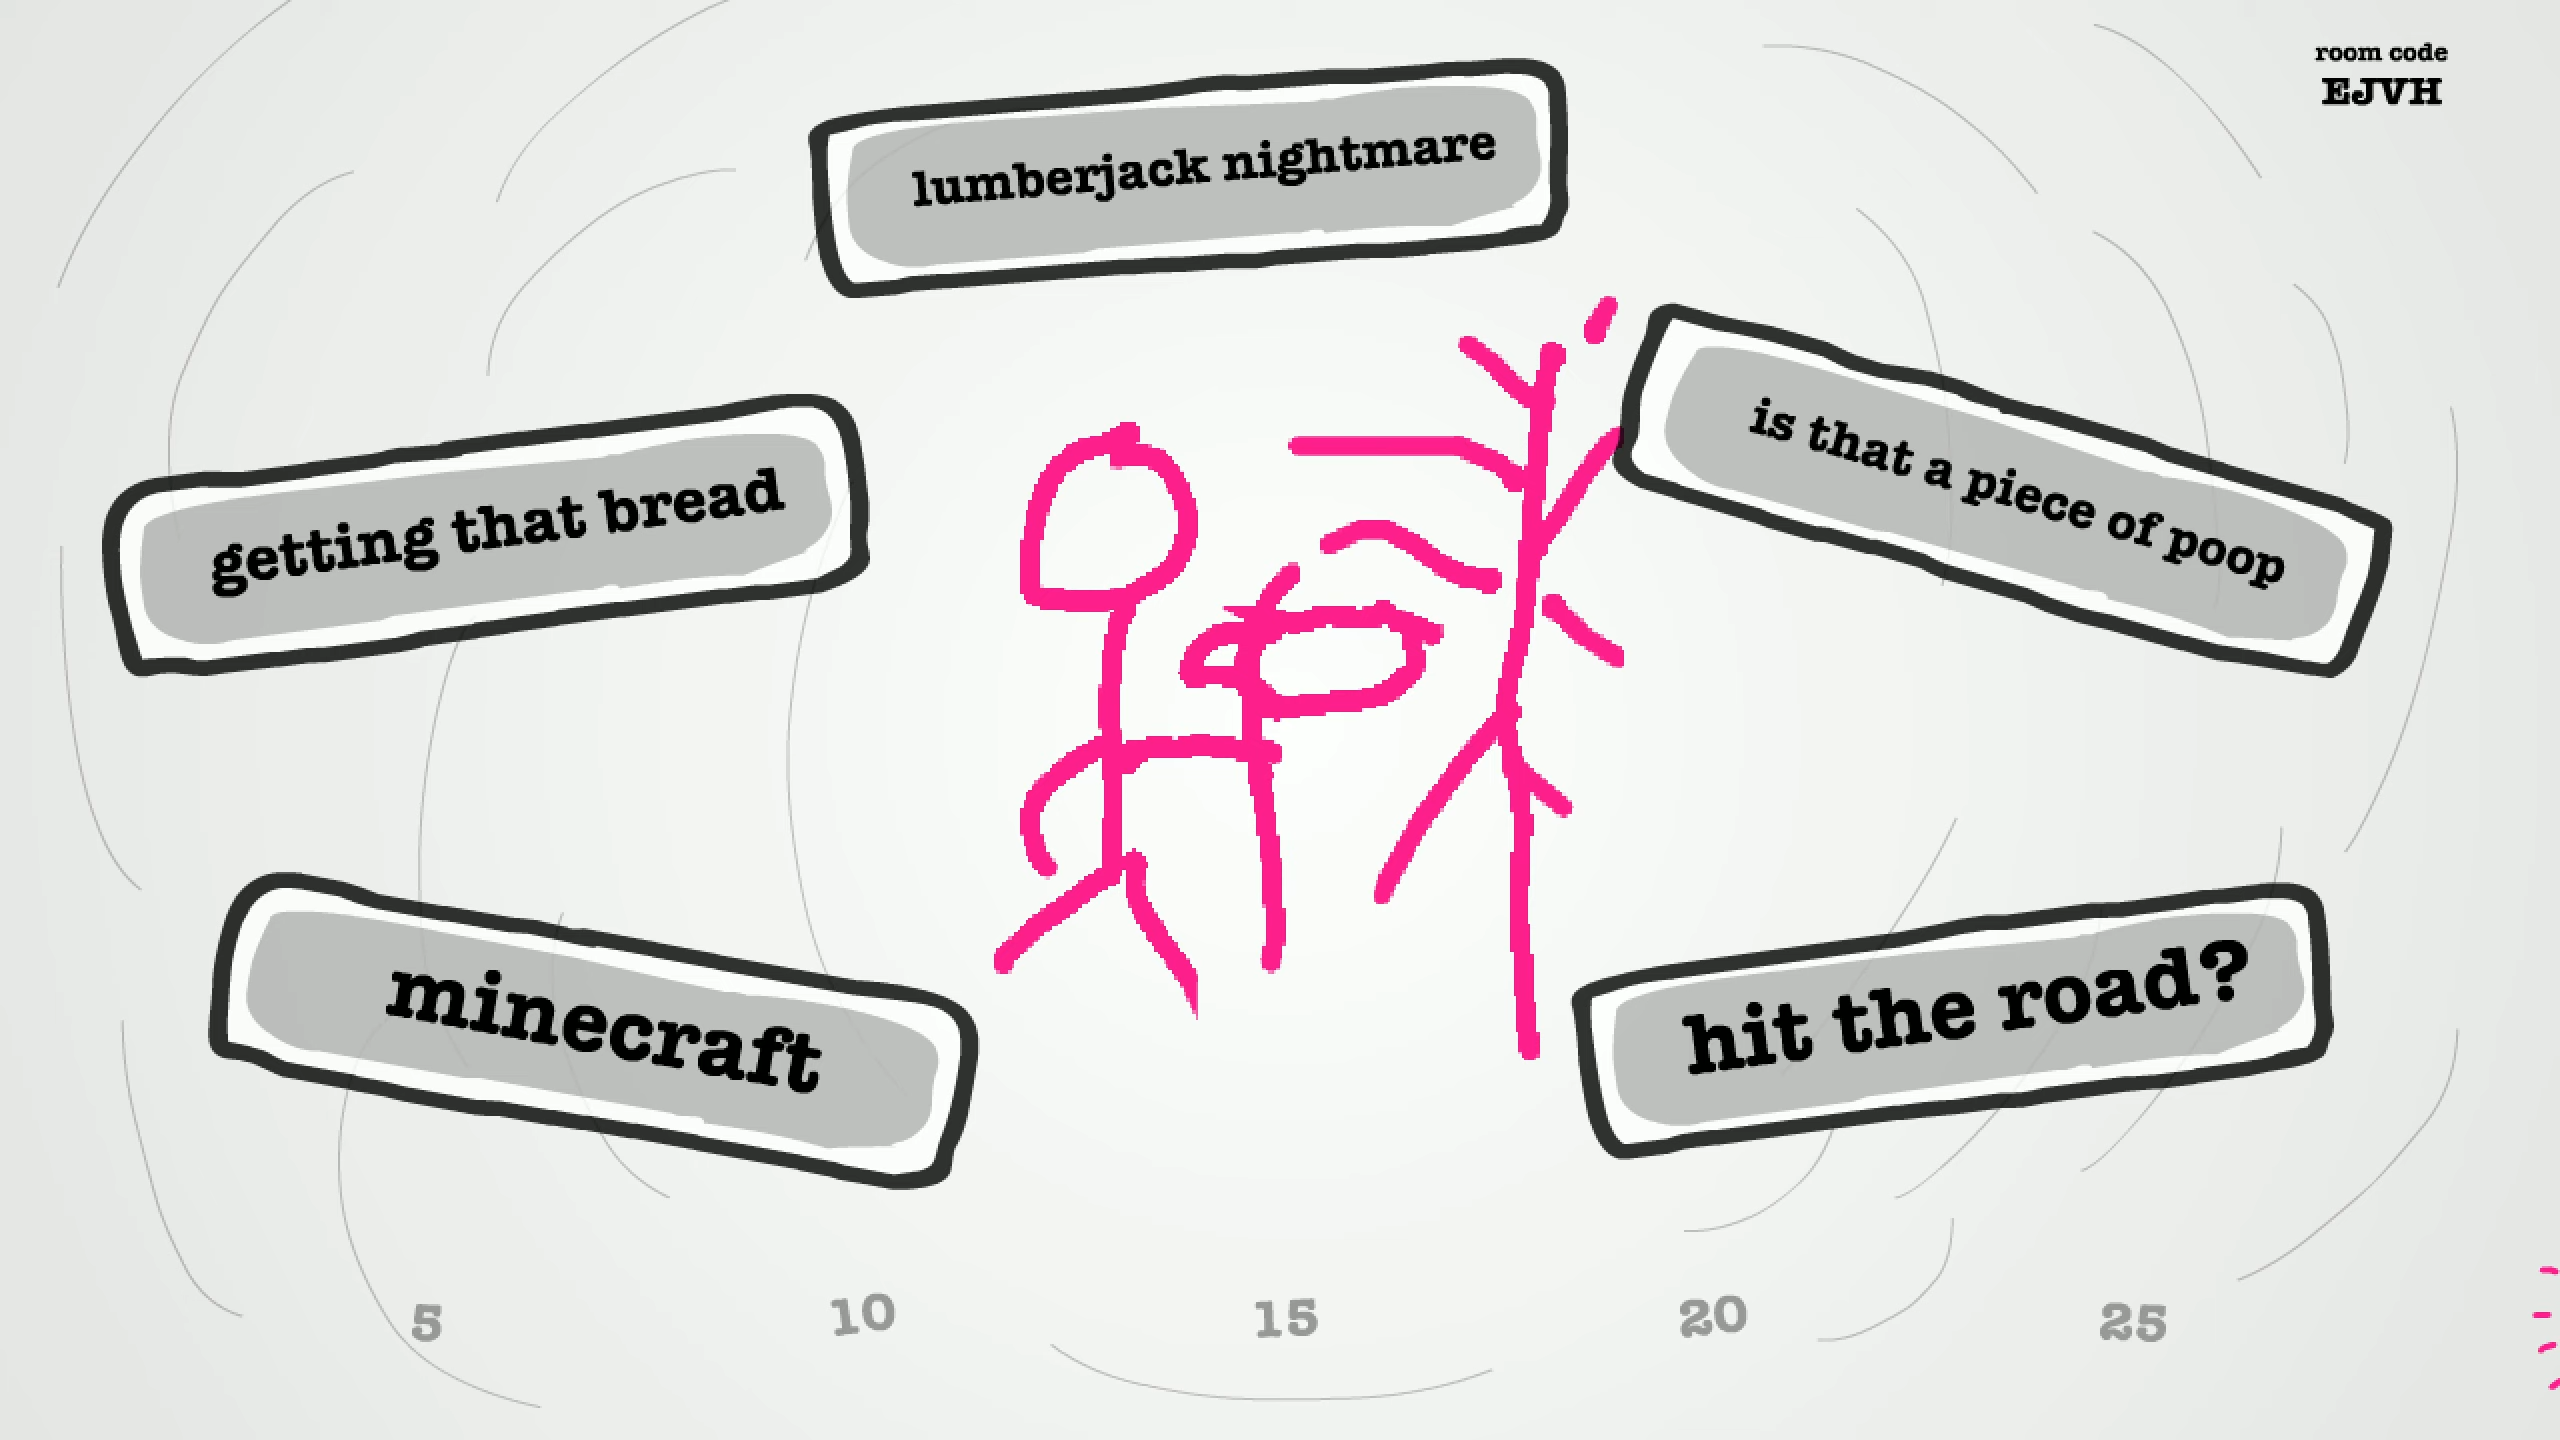 room code
EJVH
lumberjack nightmare
is that a piece of poop
getting that bread
minecraft
hit the road?
5
10
15
20
25